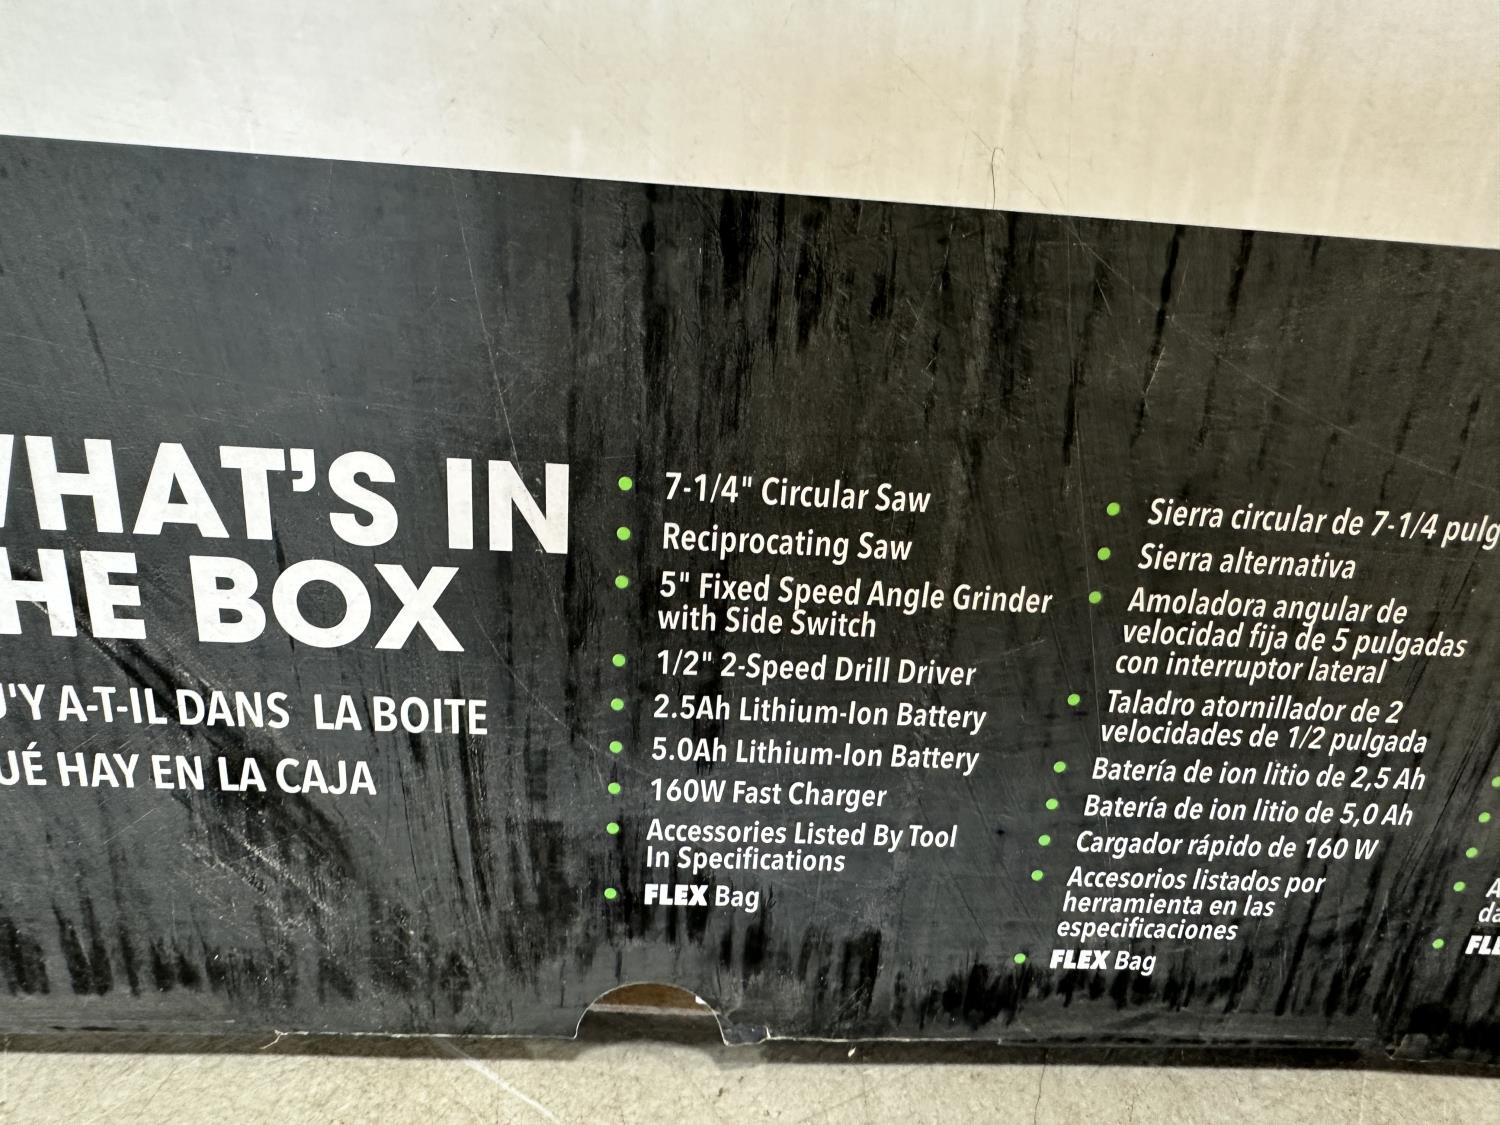 WHAT'S IN
THE BOX
QU'Y A-T-IL DANS LA BOITE
QUÉ HAY EN LA CAJA
• 7-1/4" Circular Saw
• Reciprocating Saw
• 5" Fixed Speed Angle Grinder
with Side Switch
• 1/2" 2-Speed Drill Driver
• 2.5Ah Lithium-Ion Battery
• 5.0Ah Lithium-Ion Battery
• 160W Fast Charger
• Accessories Listed By Tool
In Specifications
• FLEX Bag
• Sierra circular de 7-1/4 pulg
• Sierra alternativa
• Amoladora angular de
velocidad fija de 5 pulgadas
con interruptor lateral
• Taladro atornillador de 2
velocidades de 1/2 pulgada
• Batería de ion litio de 2,5 Ah
• Batería de ion litio de 5,0 Ah
• Cargador rápido de 160 W
• Accesorios listados por
herramienta en las
especificaciones
• FLEX Bag